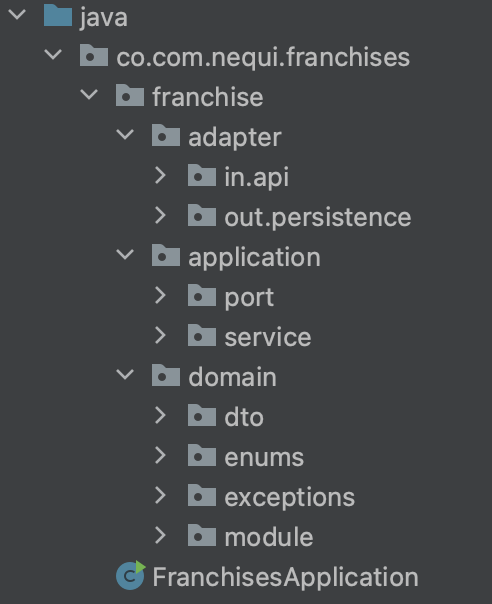 java
co.com.nequi.franchises
franchise
adapter
in.api
out.persistence
application
port
service
domain
dto
enums
exceptions
module
FranchisesApplication